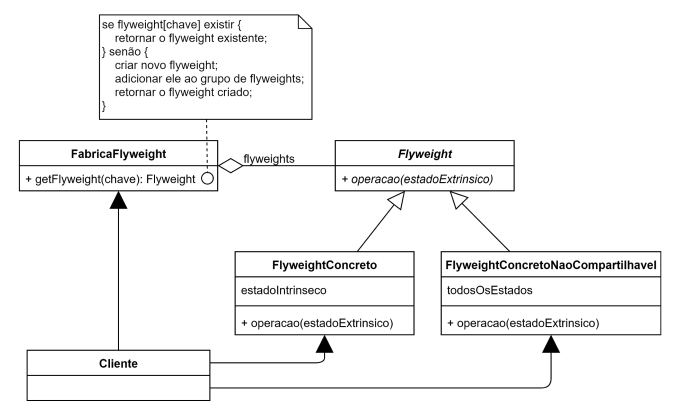 se flyweight[chave] existir {
retornar o flyweight existente;
} senão {
criar novo flyweight;
adicionar ele ao grupo de flyweights;
retornar o flyweight criado;
}
FabricaFlyweight
+ getFlyweight(chave): Flyweight
flyweights
Flyweight
+ operacao(estadoExtrinsico)
FlyweightConcreto
estadoIntrinseco
+ operacao(estadoExtrinsico)
FlyweightConcretoNaoCompartilhavel
todosOsEstados
+ operacao(estadoExtrinsico)
Cliente